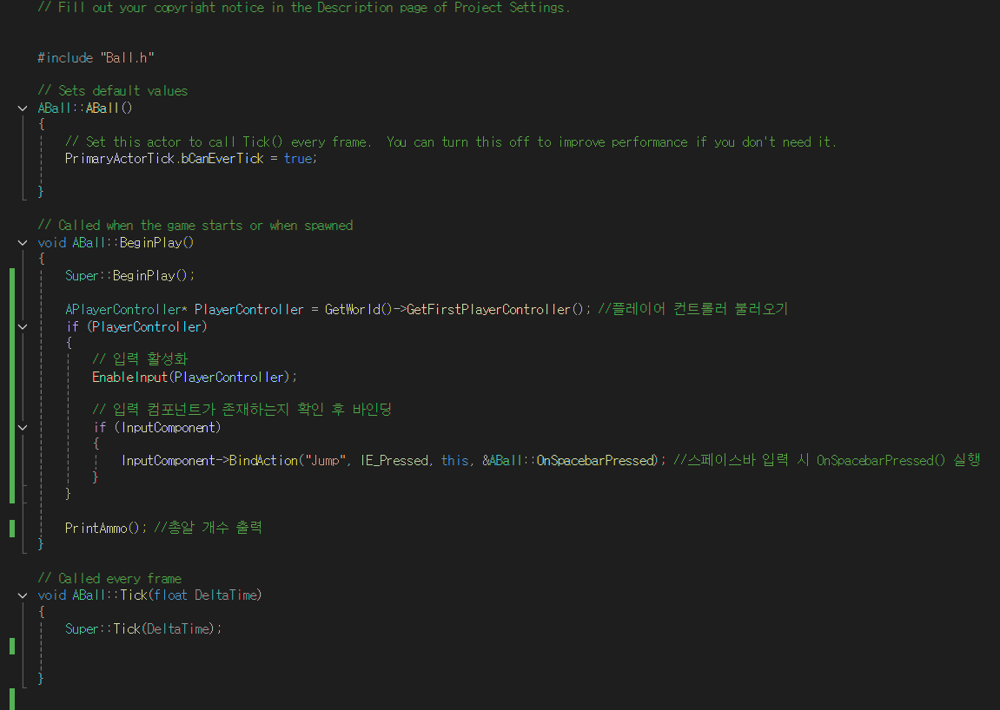 // Fill out your copyright notice in the Description page of Project Settings.
#include "Ball.h"
// Sets default values
ABall::ABall()
{
// Set this actor to call Tick() every frame.  You can turn this off to improve performance if you don't need it.
PrimaryActorTick.bCanEverTick = true;
}
// Called when the game starts or when spawned
void ABall::BeginPlay()
{
Super::BeginPlay();
APlayerController* PlayerController = GetWorld()->GetFirstPlayerController(); //플레이어 컨트롤러 불러오기
if (PlayerController)
{
// 입력 활성화
EnableInput(PlayerController);
// 입력 컴포넌트가 존재하는지 확인 후 바인딩
if (InputComponent)
{
InputComponent->BindAction("Jump", IE_Pressed, this, &ABall::OnSpacebarPressed); //스페이스바 입력 시 OnSpacebarPressed() 실행
}
}
PrintAmmo(); //총알 개수 출력
}
// Called every frame
void ABall::Tick(float DeltaTime)
{
Super::Tick(DeltaTime);
}